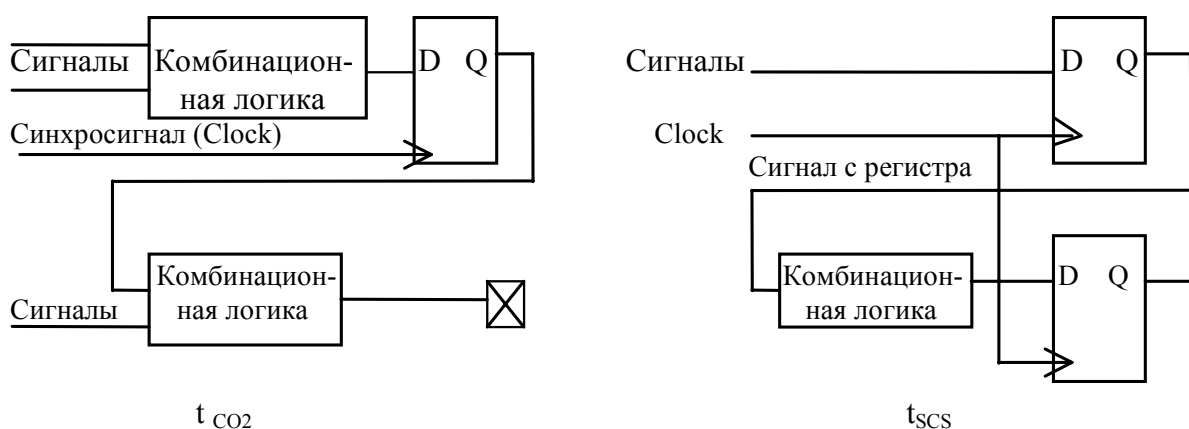 Сигналы
Комбинацион-
ная логика
D Q
Синхросигнал (Clock)
Комбинацион-
ная логика
Сигналы
t CO2
Сигналы
D Q
Clock
Сигнал с регистра
Комбинацион-
ная логика
D Q
tSCS